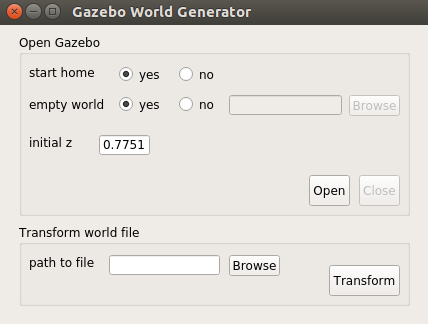 Gazebo World Generator
Open Gazebo
start home yes no
empty world yes no Browse
initial z 0.7751
Open Close
Transform world file
path to file Browse
Transform